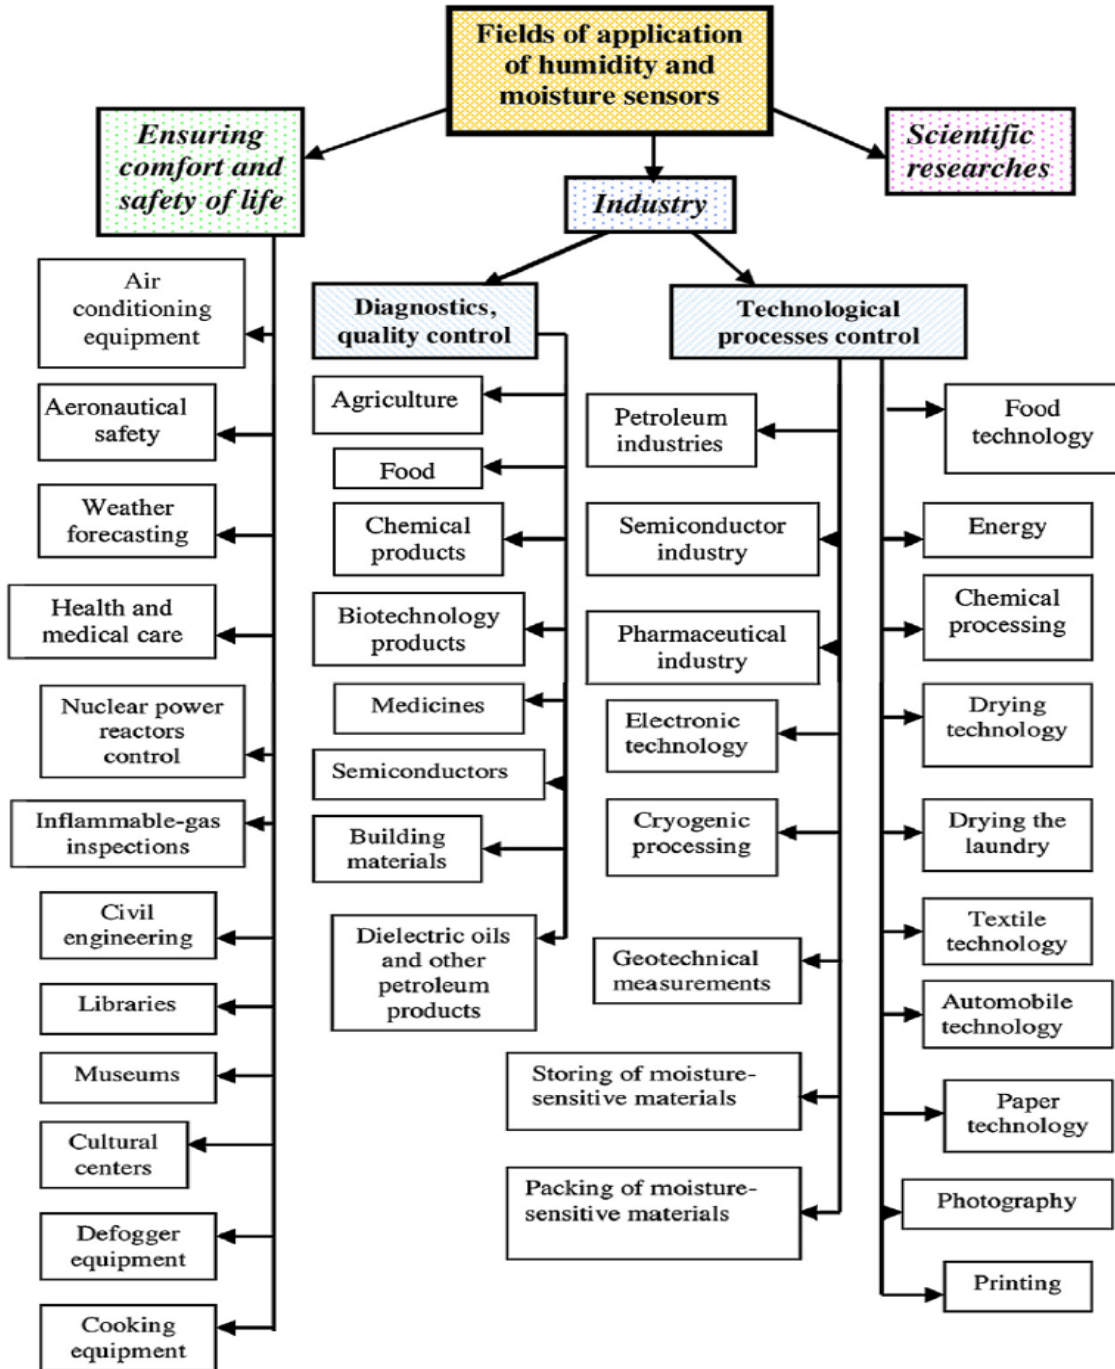 Fields of application
of humidity and
moisture sensors
Ensuring
comfort and
safety of life
Industry
Scientific
researches
Air
conditioning
equipment
Aeronautical
safety
Weather
forecasting
Health and
medical care
Nuclear power
reactors
control
Inflammable-gas
inspections
Civil
engineering
Libraries
Museums
Cultural
centers
Defogger
equipment
Cooking
equipment
Diagnostics,
quality control
Agriculture
Food
Chemical
products
Biotechnology
products
Medicines
Semiconductors
Building
materials
Dielectric oils
and other
petroleum
products
Technological
processes control
Petroleum
industries
Semiconductor
industry
Pharmaceutical
industry
Electronic
technology
Cryogenic
processing
Geotechnical
measurements
Storing of moisture-
sensitive materials
Packing of moisture-
sensitive materials
Food
technology
Energy
Chemical
processing
Drying
technology
Drying the
laundry
Textile
technology
Automobile
technology
Paper
technology
Photography
Printing